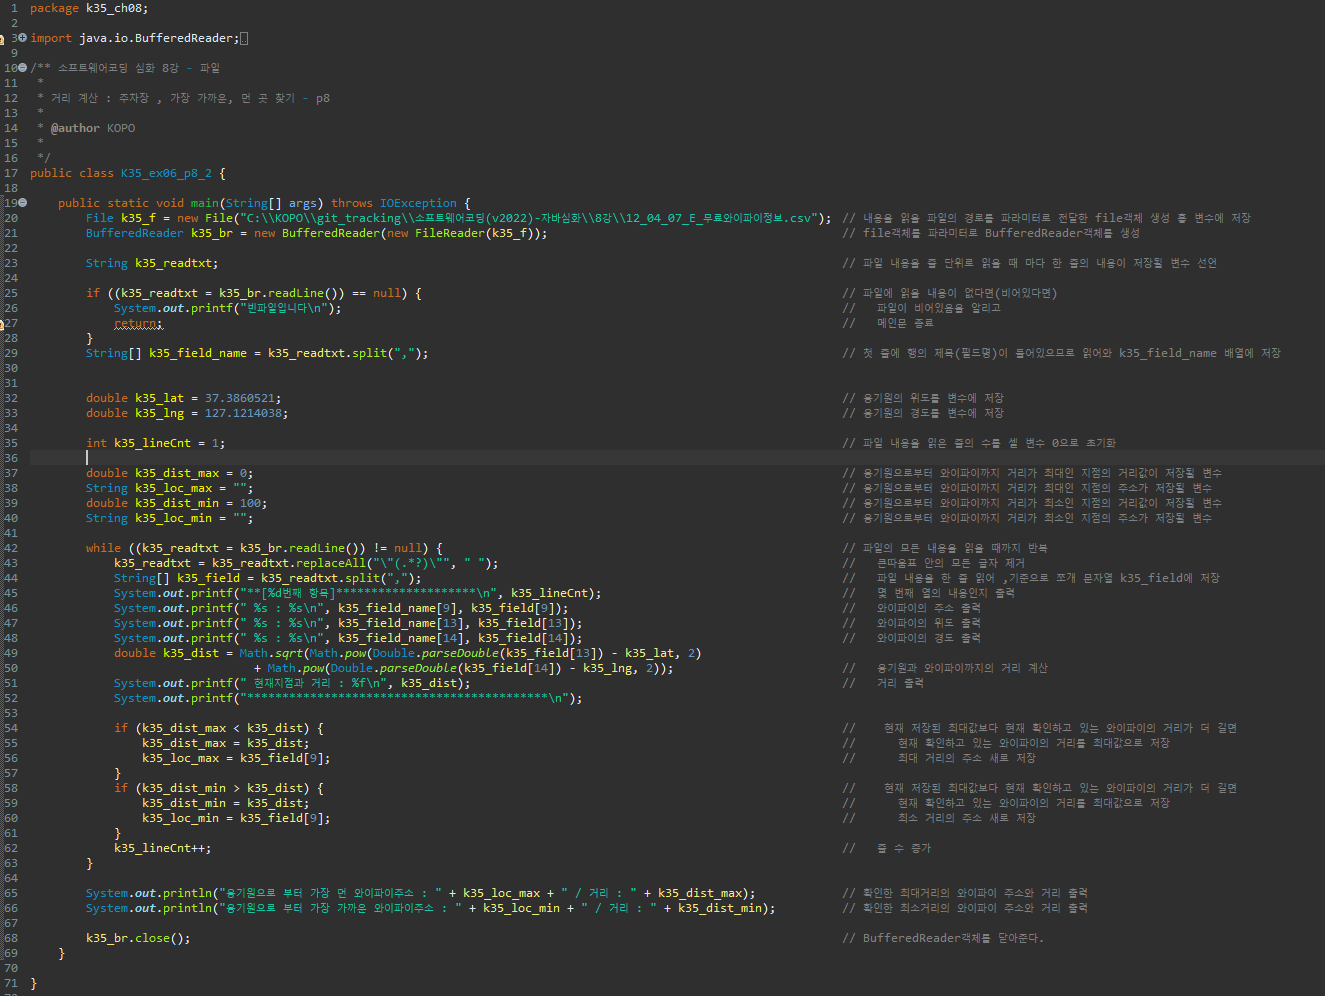 1 package k35_ch08;
2
3 import java.io.BufferedReader;
9
10 /** 소프트웨어코딩 심화 8강 - 파일
11 *
12 * 거리 계산 : 주차장 , 가장 가까운, 먼 곳 찾기 - p8
13 *
14 * @author KOPO
15 *
16 */
17 public class K35_ex06_p8_2 {
18
19 public static void main(String[] args) throws IOException {
20 File k35_f = new File("C:\\KOPO\\git_tracking\\소프트웨어코딩(v2022)-자바심화\\8강\\12_04_07_E_무료와이파이정보.csv"); // 내용을 읽을 파일의 경로를 파라미터로 전달한 file객체 생성 홀 변수에 저장
21 BufferedReader k35_br = new BufferedReader(new FileReader(k35_f)); // file객체를 파라미터로 BufferedReader객체를 생성
22
23 String k35_readtxt; // 파일 내용을 줄 단위로 읽을 때 마다 한 줄의 내용이 저장될 변수 선언
24
25 if ((k35_readtxt = k35_br.readLine()) == null) { // 파일에 읽을 내용이 없다면(비어있다면)
26 System.out.printf("빈파일입니다\n"); // 파일이 비어있음을 알리고
27 return; // 메인문 종료
28 }
29 String[] k35_field_name = k35_readtxt.split(","); // 첫 줄에 행의 제목(필드명)이 들어있으므로 읽어와 k35_field_name 배열에 저장
30
31
32 double k35_lat = 37.3860521; // 융기원의 위도를 변수에 저장
33 double k35_lng = 127.1214038; // 융기원의 경도를 변수에 저장
34
35 int k35_lineCnt = 1; // 파일 내용을 읽은 줄의 수를 셀 변수 0으로 초기화
36
37 double k35_dist_max = 0; // 융기원으로부터 와이파이까지 거리가 최대인 지점의 거리값이 저장될 변수
38 String k35_loc_max = ""; // 융기원으로부터 와이파이까지 거리가 최대인 지점의 주소가 저장될 변수
39 double k35_dist_min = 100; // 융기원으로부터 와이파이까지 거리가 최소인 지점의 거리값이 저장될 변수
40 String k35_loc_min = ""; // 융기원으로부터 와이파이까지 거리가 최소인 지점의 주소가 저장될 변수
41
42 while ((k35_readtxt = k35_br.readLine()) != null) { // 파일의 모든 내용을 읽을 때까지 반복
43 k35_readtxt = k35_readtxt.replaceAll("\"(.*?)\"", " "); // 큰따옴표 안의 모든 글자 제거
44 String[] k35_field = k35_readtxt.split(","); // 파일 내용을 한 줄 읽어 ,기준으로 쪼개 문자열 k35_field에 저장
45 System.out.printf("**[%d번째 항목]********************\n", k35_lineCnt); // 몇 번째 열의 내용인지 출력
46 System.out.printf(" %s : %s\n", k35_field_name[9], k35_field[9]); // 와이파이의 주소 출력
47 System.out.printf(" %s : %s\n", k35_field_name[13], k35_field[13]); // 와이파이의 위도 출력
48 System.out.printf(" %s : %s\n", k35_field_name[14], k35_field[14]); // 와이파이의 경도 출력
49 double k35_dist = Math.sqrt(Math.pow(Double.parseDouble(k35_field[13]) - k35_lat, 2)
50 + Math.pow(Double.parseDouble(k35_field[14]) - k35_lng, 2)); // 융기원과 와이파이까지의 거리 계산
51 System.out.printf(" 현재지점과 거리 : %f\n", k35_dist); // 거리 출력
52 System.out.printf("*******************************************\n");
53
54 if (k35_dist_max < k35_dist) { // 현재 저장된 최대값보다 현재 확인하고 있는 와이파이의 거리가 더 길면
55 k35_dist_max = k35_dist; // 현재 확인하고 있는 와이파이의 거리를 최대값으로 저장
56 k35_loc_max = k35_field[9]; // 최대 거리의 주소 새로 저장
57 }
58 if (k35_dist_min > k35_dist) { // 현재 저장된 최대값보다 현재 확인하고 있는 와이파이의 거리가 더 길면
59 k35_dist_min = k35_dist; // 현재 확인하고 있는 와이파이의 거리를 최대값으로 저장
60 k35_loc_min = k35_field[9]; // 최소 거리의 주소 새로 저장
61 }
62 k35_lineCnt++; // 줄 수 증가
63 }
64
65 System.out.println("융기원으로 부터 가장 먼 와이파이주소 : " + k35_loc_max + " / 거리 : " + k35_dist_max); // 확인한 최대거리의 와이파이 주소와 거리 출력
66 System.out.println("융기원으로 부터 가장 가까운 와이파이주소 : " + k35_loc_min + " / 거리 : " + k35_dist_min); // 확인한 최소거리의 와이파이 주소와 거리 출력
67
68 k35_br.close(); // BufferedReader객체를 닫아준다.
69 }
70
71 }